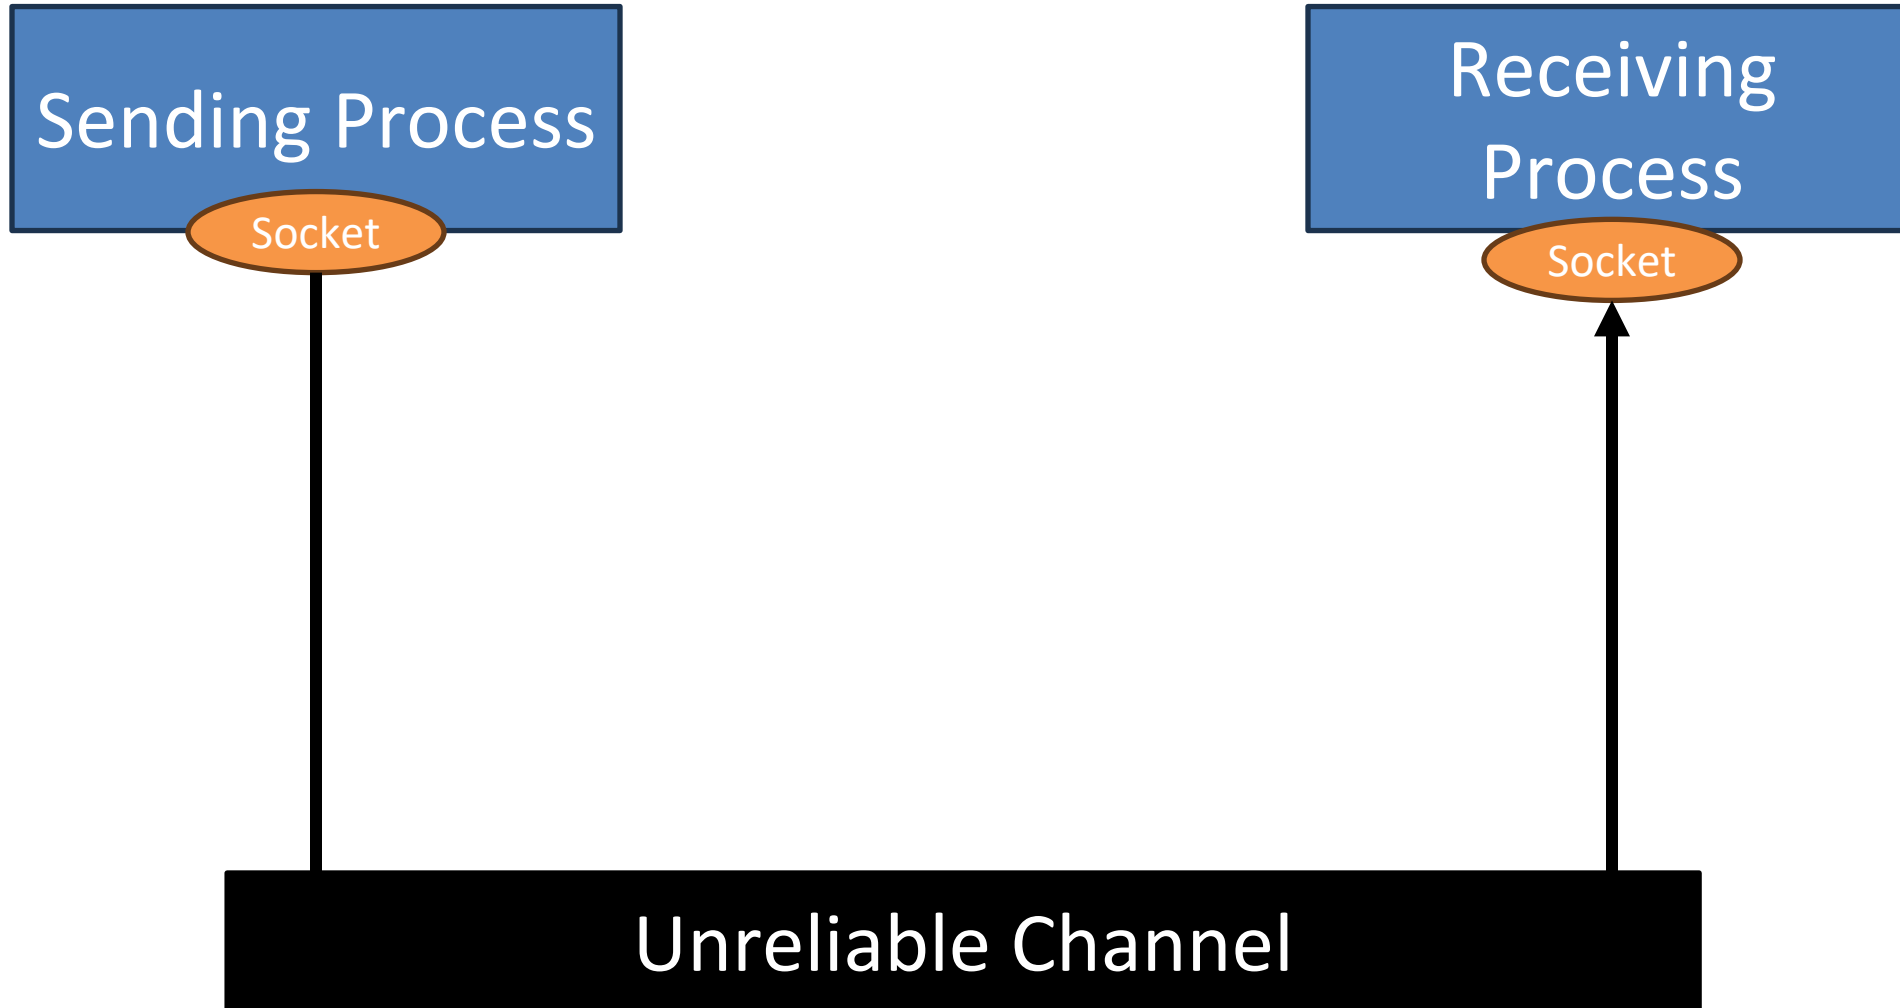 Sending Process
Socket
Receiving
Process
Socket
Unreliable Channel